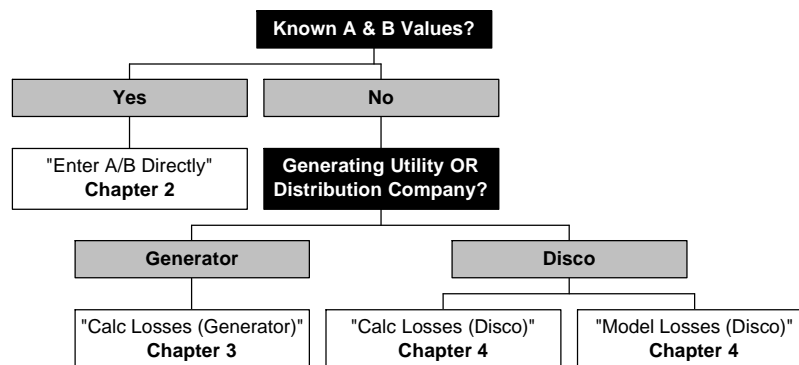 Known A & B Values?
Yes
No
"Enter A/B Directly"
Chapter 2
Generating Utility OR
Distribution Company?
Generator
Disco
"Calc Losses (Generator)"
Chapter 3
"Calc Losses (Disco)"
Chapter 4
"Model Losses (Disco)"
Chapter 4